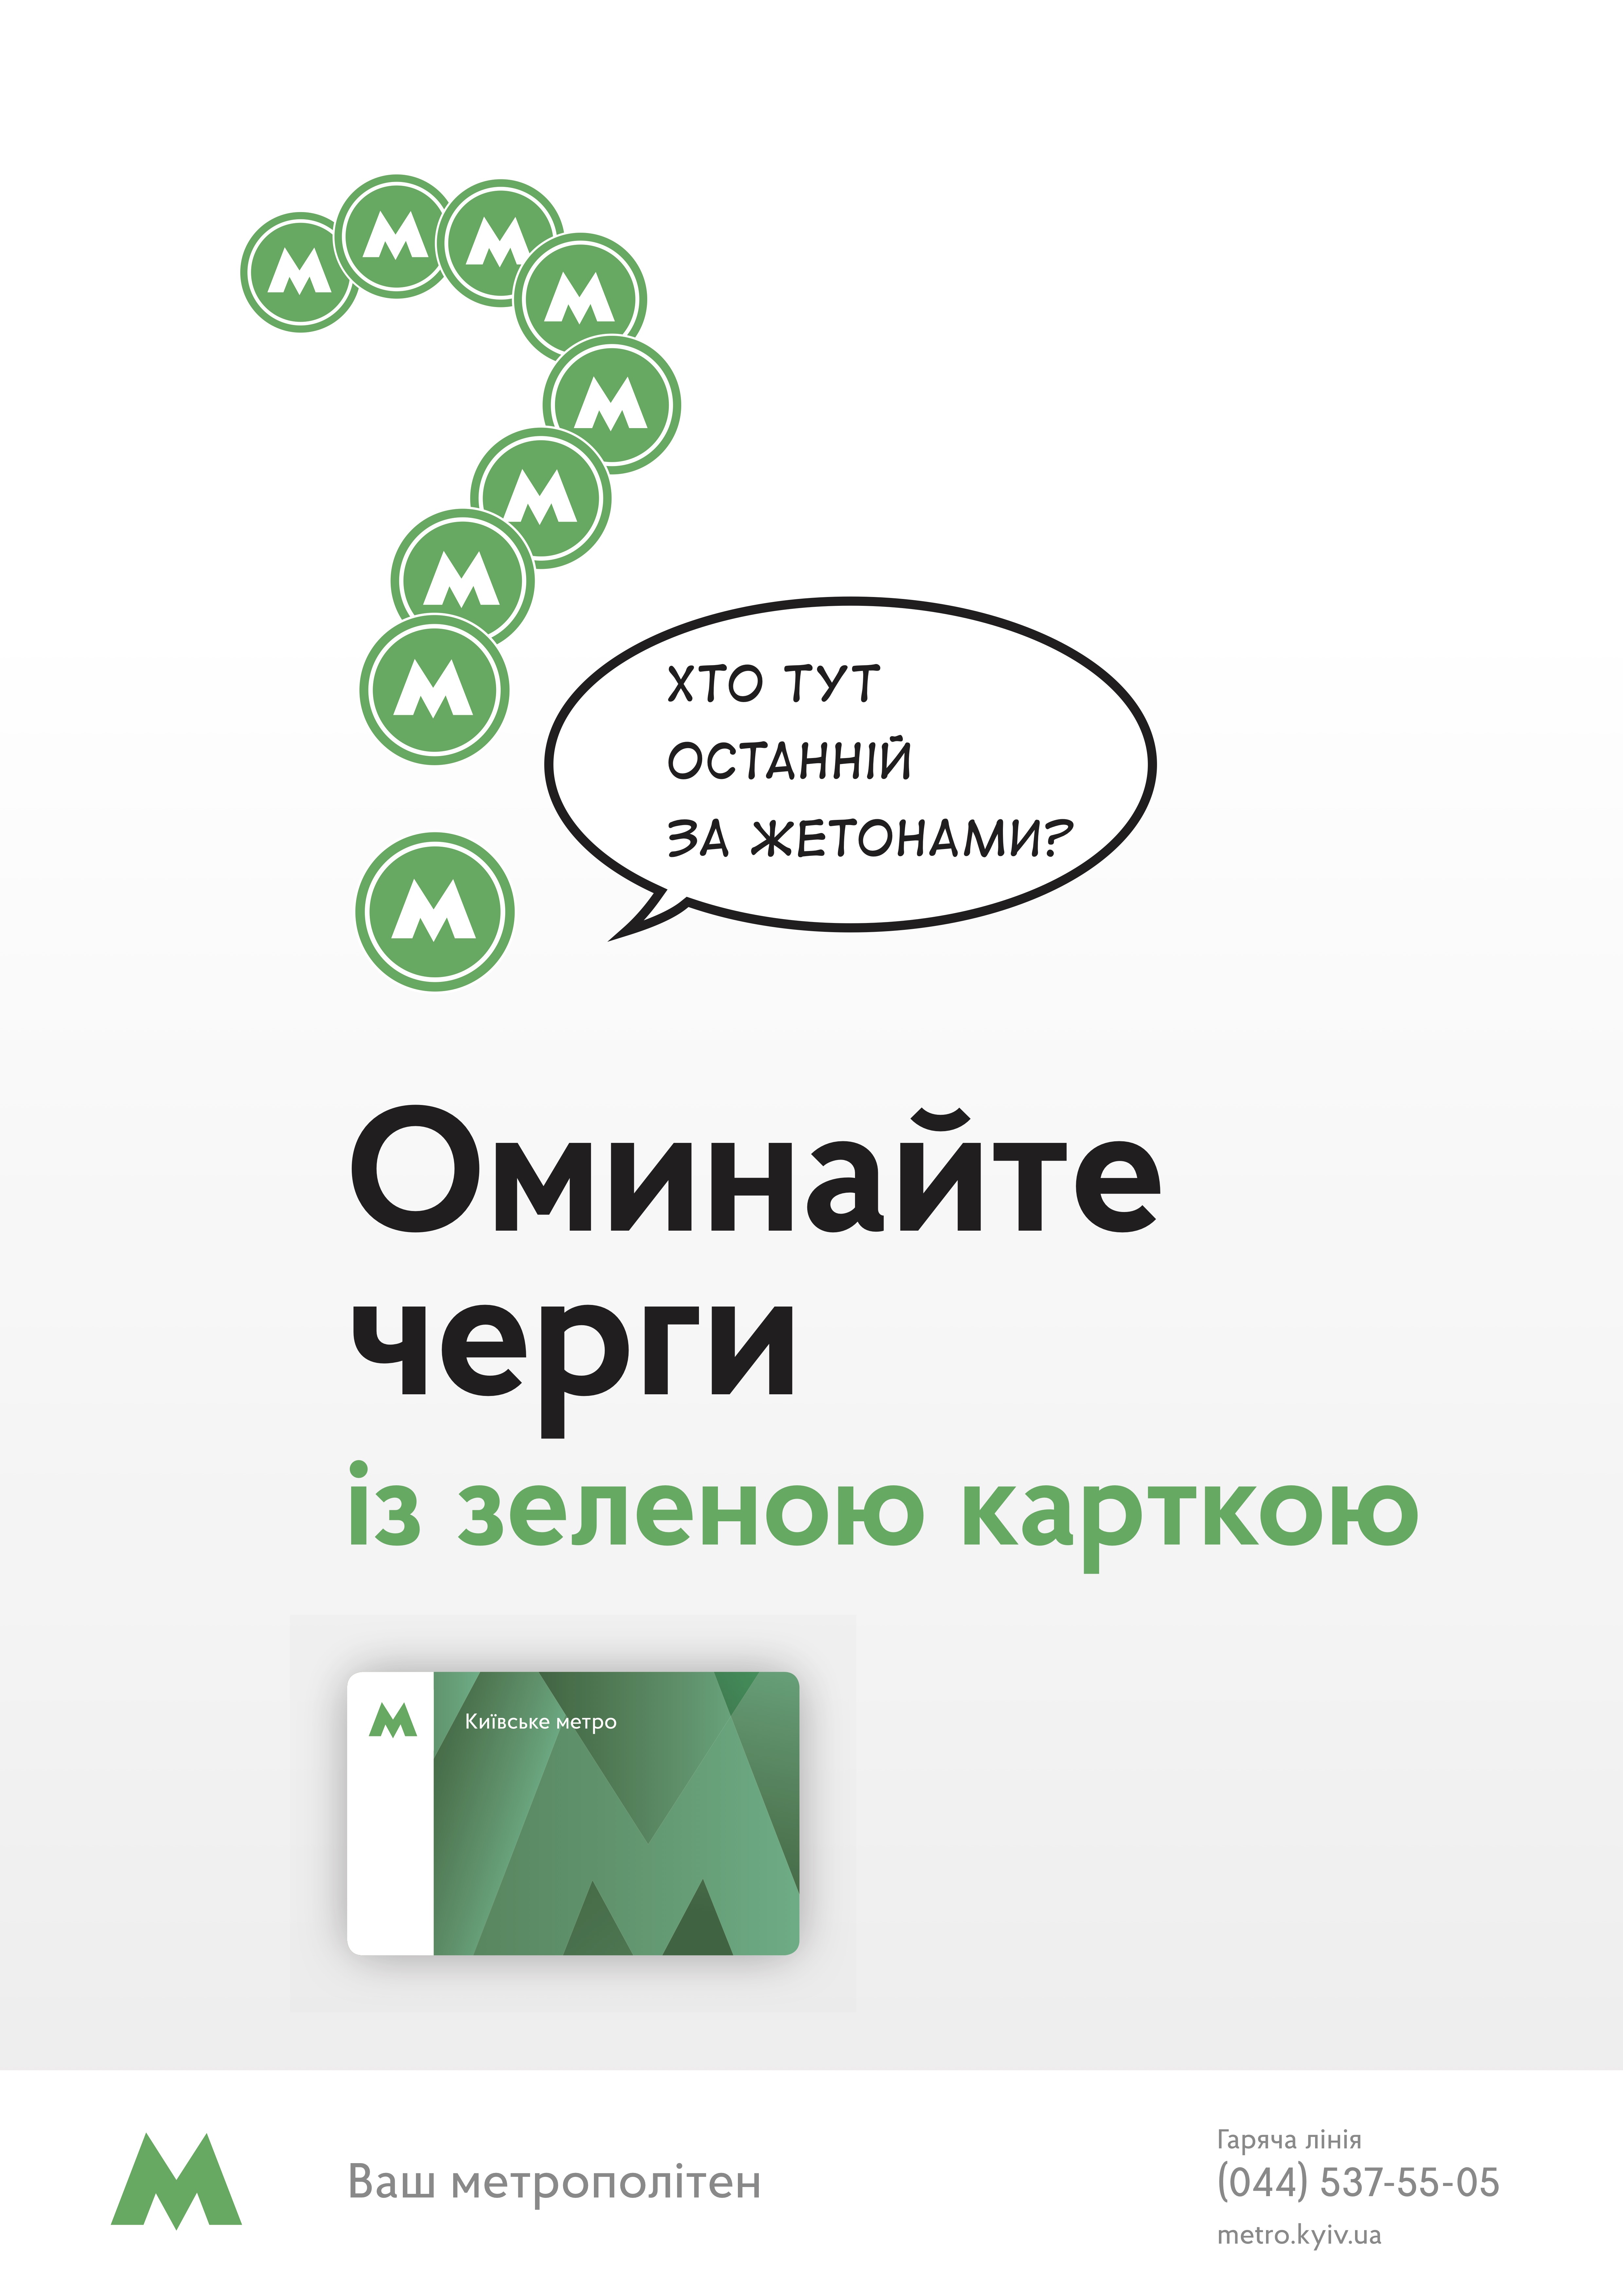 ХТО ТУТ
ОСТАННІЙ
ЗА ЖЕТОНАМИ?
Оминайте
черги
із зеленою карткою
Київське метро
Ваш метрополітен
Гаряча лінія
(044) 537-55-05
metro.kyiv.ua